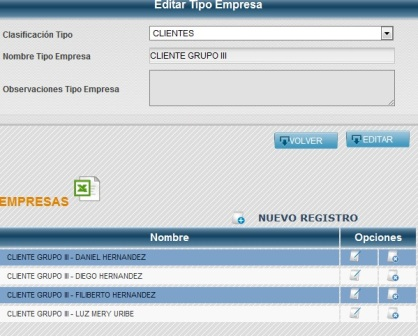 Editar Tipo Empresa
Clasificación Tipo CLIENTES
Nombre Tipo Empresa CLIENTE GRUPO III
Observaciones Tipo Empresa
VOLVER EDITAR
EMPRESAS
NUEVO REGISTRO
Nombre Opciones
CLIENTE GRUPO III - DANIEL HERNANDEZ
CLIENTE GRUPO III - DIEGO HERNANDEZ
CLIENTE GRUPO III - FILIBERTO HERNANDEZ
CLIENTE GRUPO III - LUZ MERY URIBE